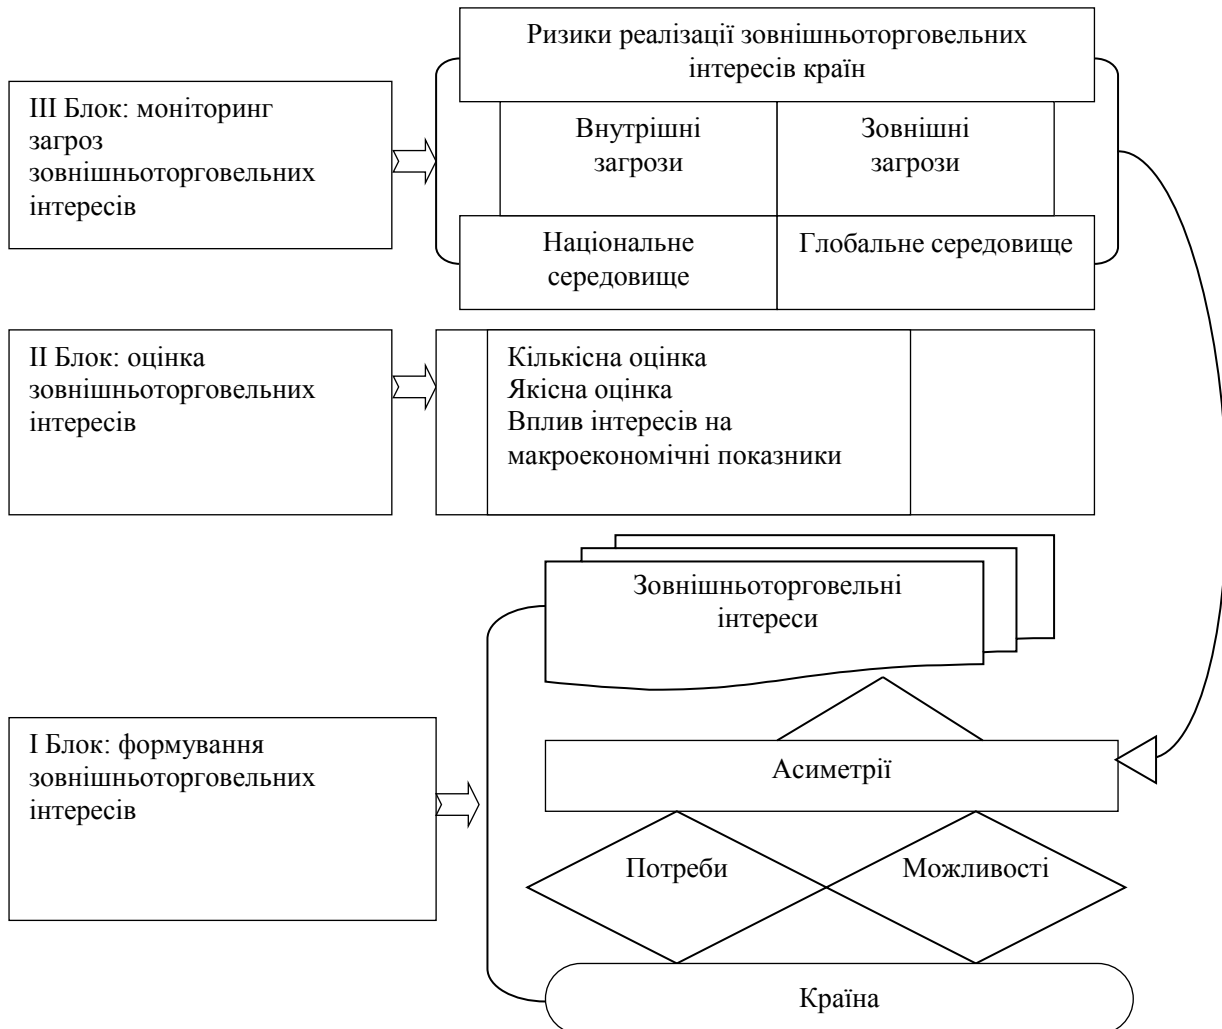 Ризики реалізації зовнішньоторговельних
інтересів країн
ІІІ Блок: моніторинг
загроз
зовнішньоторговельних
інтересів
Внутрішні
загрози
Зовнішні
загрози
Національне
середовище
Глобальне середовище
ІІ Блок: оцінка
зовнішньоторговельних
інтересів
Кількісна оцінка
Якісна оцінка
Вплив інтересів на
макроекономічні показники
Зовнішньоторговельні
інтереси
І Блок: формування
зовнішньоторговельних
інтересів
Асиметрії
Потреби
Можливості
Країна